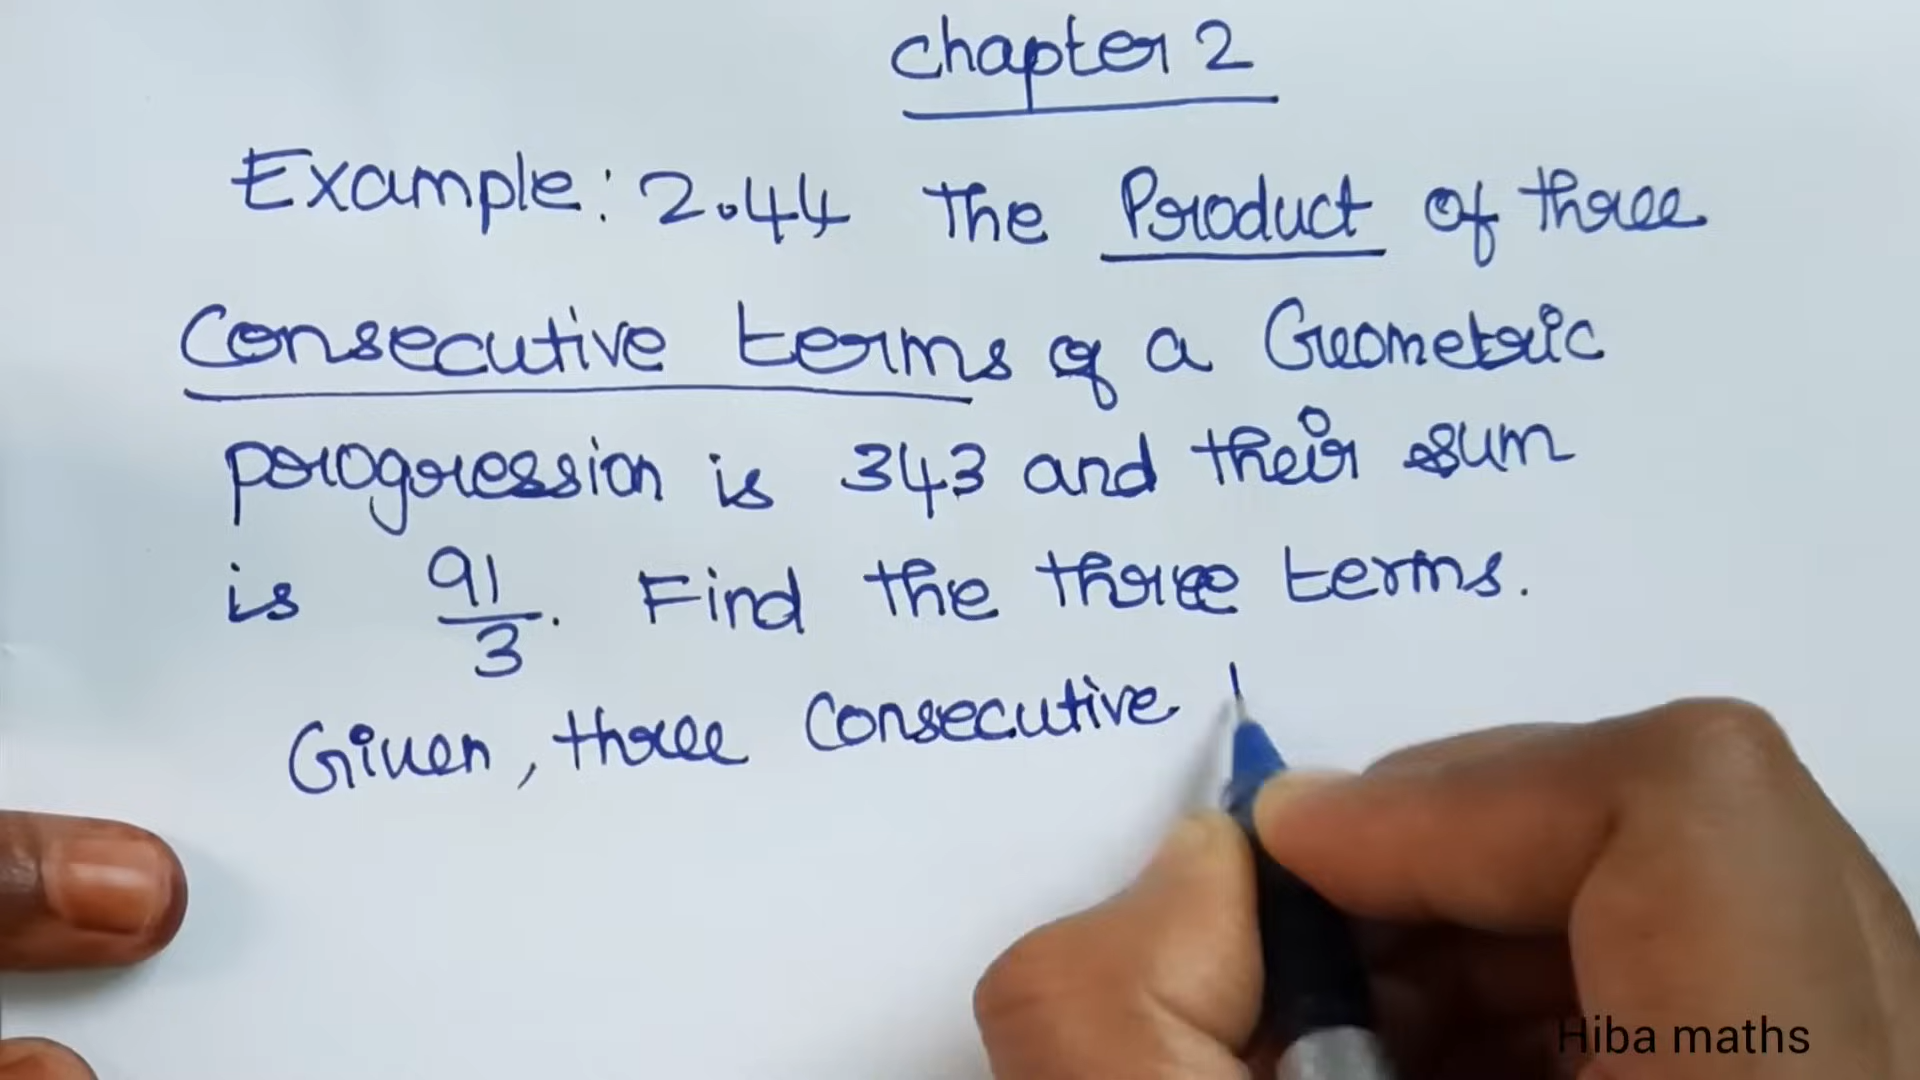 Chapter 2
Example: 2.44 The Product of three
Consecutive terms of a Geometric
progression is 343 and their sum
is 91/3. Find the three terms.
Given, three Consecutive
Hiba maths